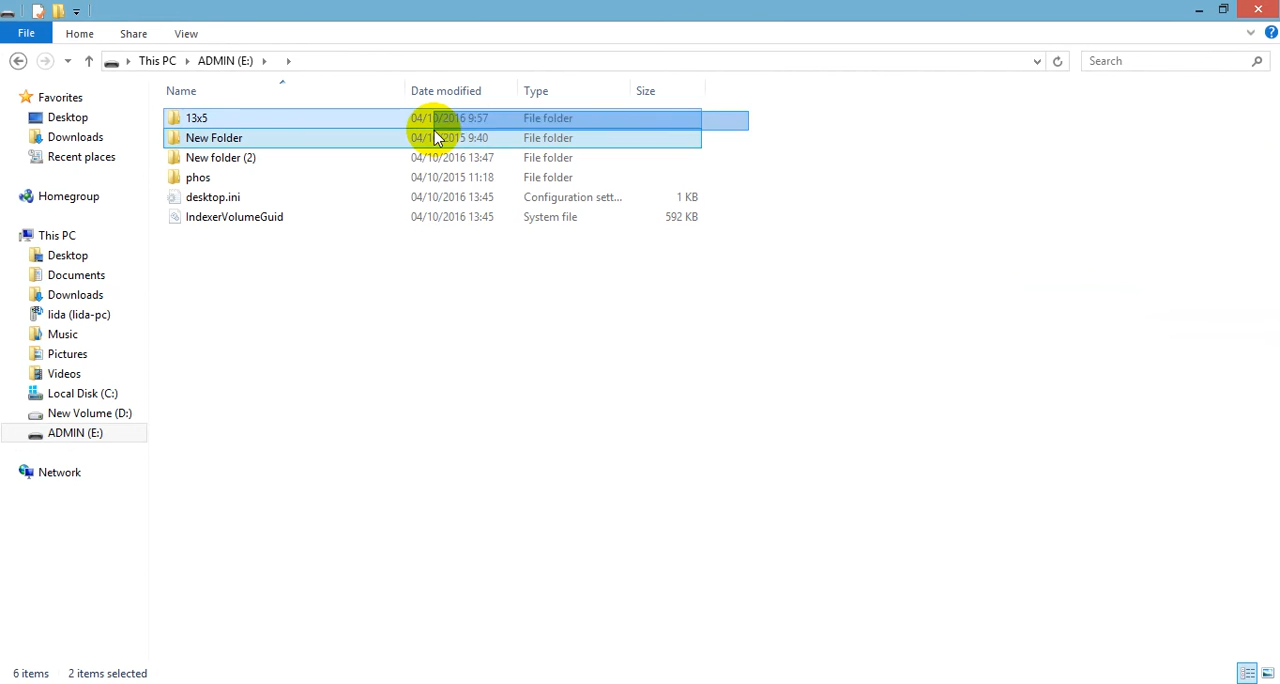 File Home Share View
This PC ADMIN (E:) Search
Name Date modified Type Size
13x5 04/10/2016 9:57 File folder
New Folder 04/10/2015 9:40 File folder
New folder (2) 04/10/2016 13:47 File folder
phos 04/10/2015 11:18 File folder
desktop.ini 04/10/2016 13:45 Configuration sett... 1 KB
IndexerVolumeGuid 04/10/2016 13:45 System file 592 KB
Favorites
Desktop
Downloads
Recent places
Homegroup
This PC
Desktop
Documents
Downloads
lida (lida-pc)
Music
Pictures
Videos
Local Disk (C:)
New Volume (D:)
ADMIN (E:)
Network
6 items 2 items selected